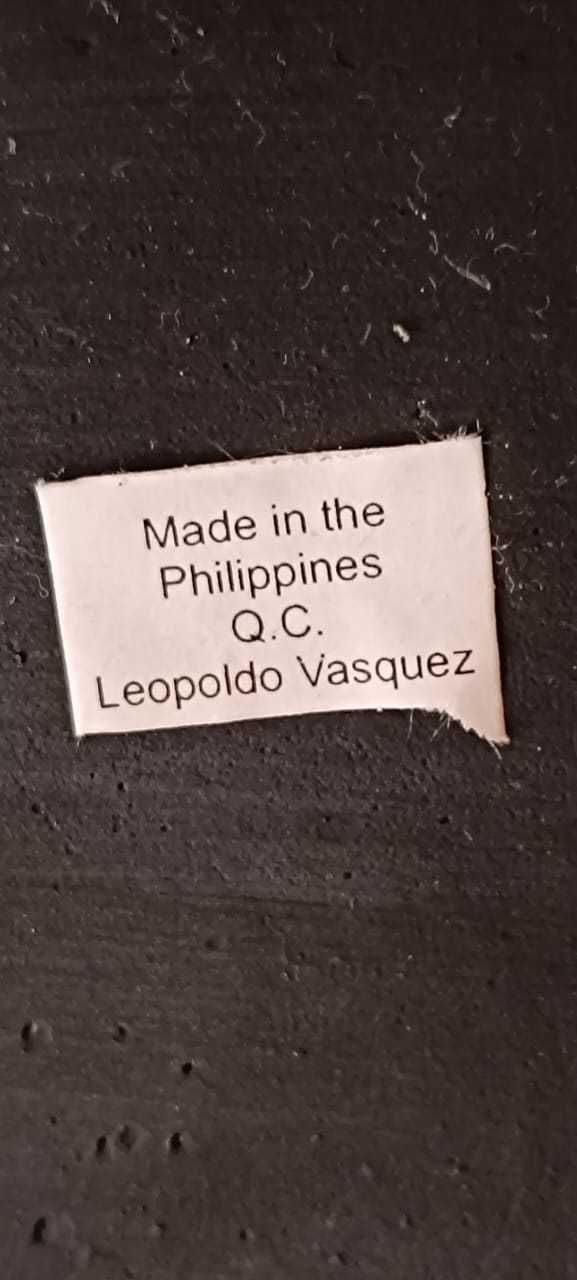 Made in the
Philippines
Q.C.
Leopoldo Vasquez